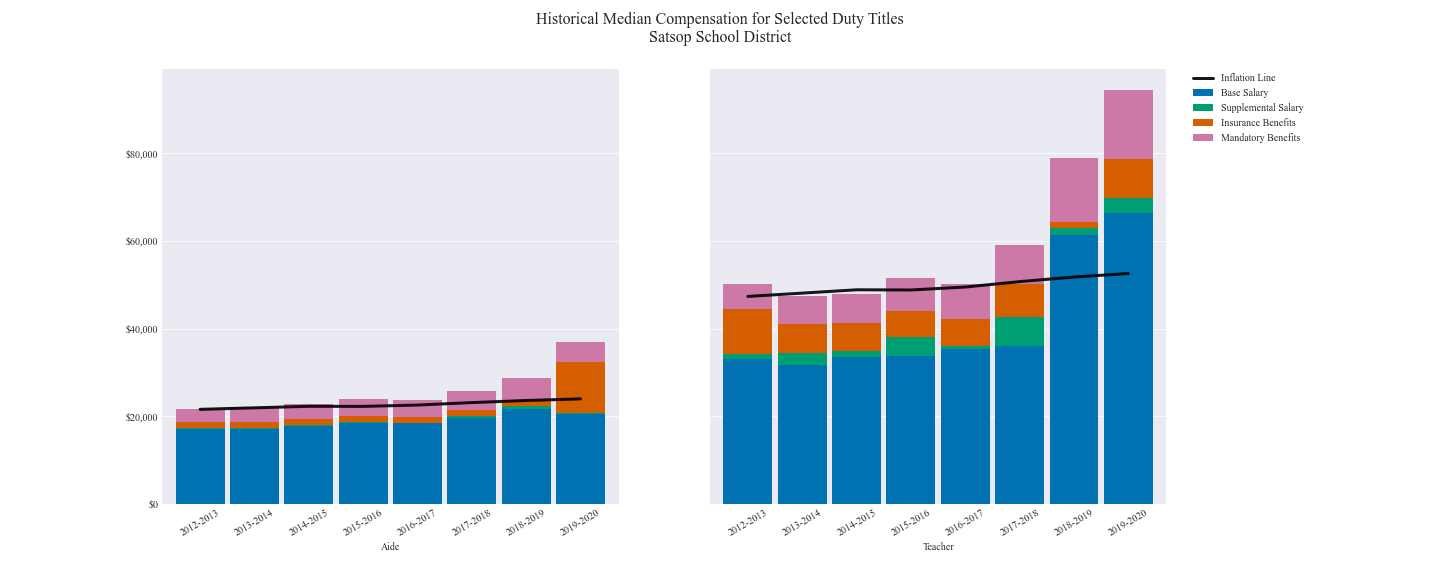 Historical Median Compensation for Selected Duty Titles
Satsop School District
Inflation Line
Base Salary
Supplemental Salary
Insurance Benefits
Mandatory Benefits
$80,000
$60,000
$40,000
$20,000
$0
2012-2013
2013-2014
2014-2015
2015-2016
2016-2017
2017-2018
2018-2019
2019-2020
Aide
2012-2013
2013-2014
2014-2015
2015-2016
2016-2017
2017-2018
2018-2019
2019-2020
Teacher